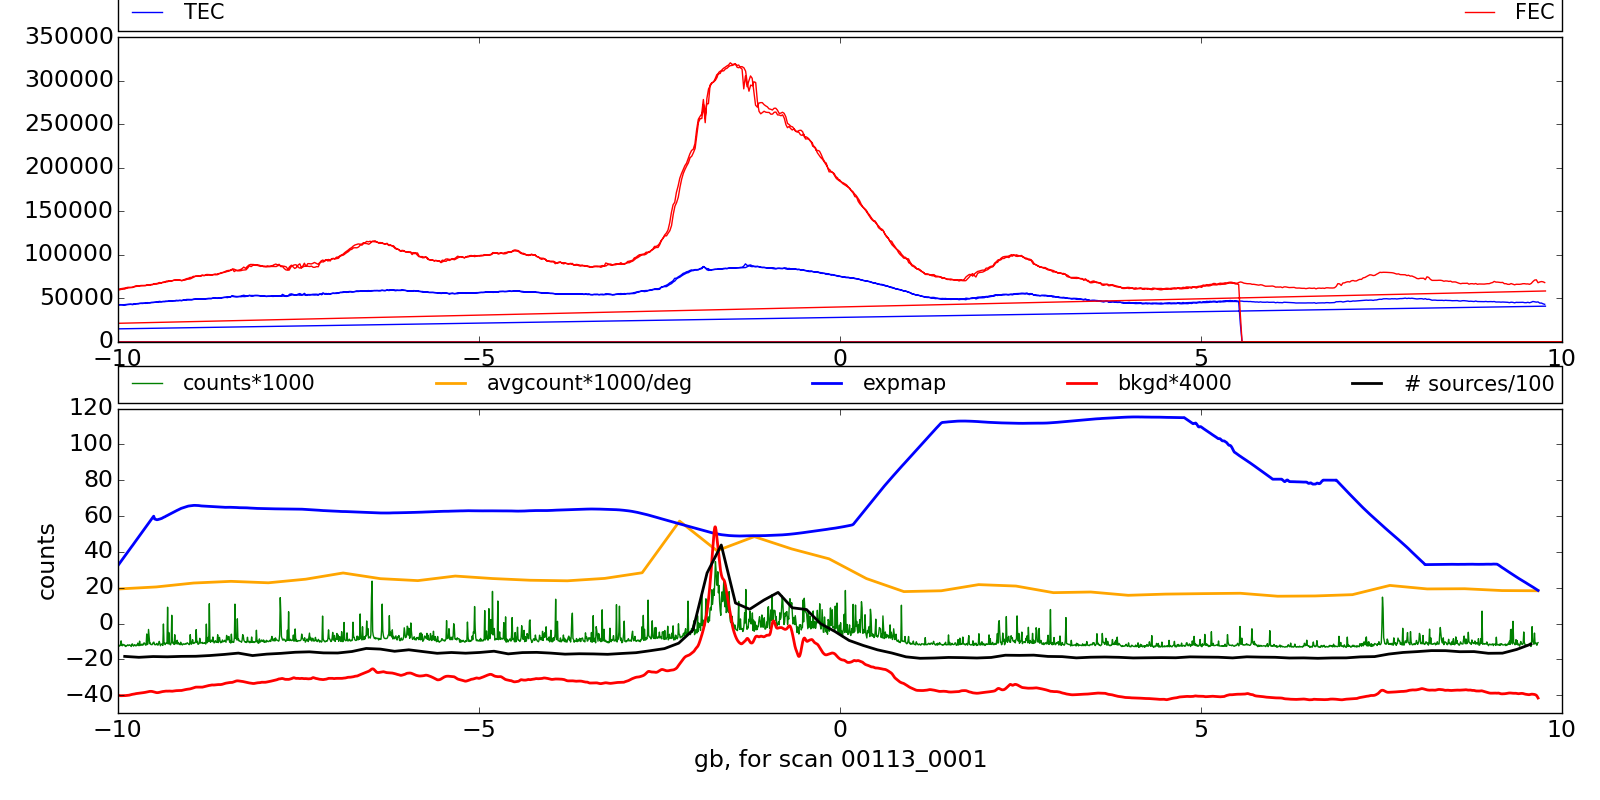 TEC FEC
350000
300000
250000
200000
150000
100000
50000
0
−10 −5 0 5 10
counts*1000 avgcount*1000/deg expmap bkgd*4000 # sources/100
120
100
80
60
40
20
0
−20
−40
counts
−10 −5 0 5 10
gb, for scan 00113_0001